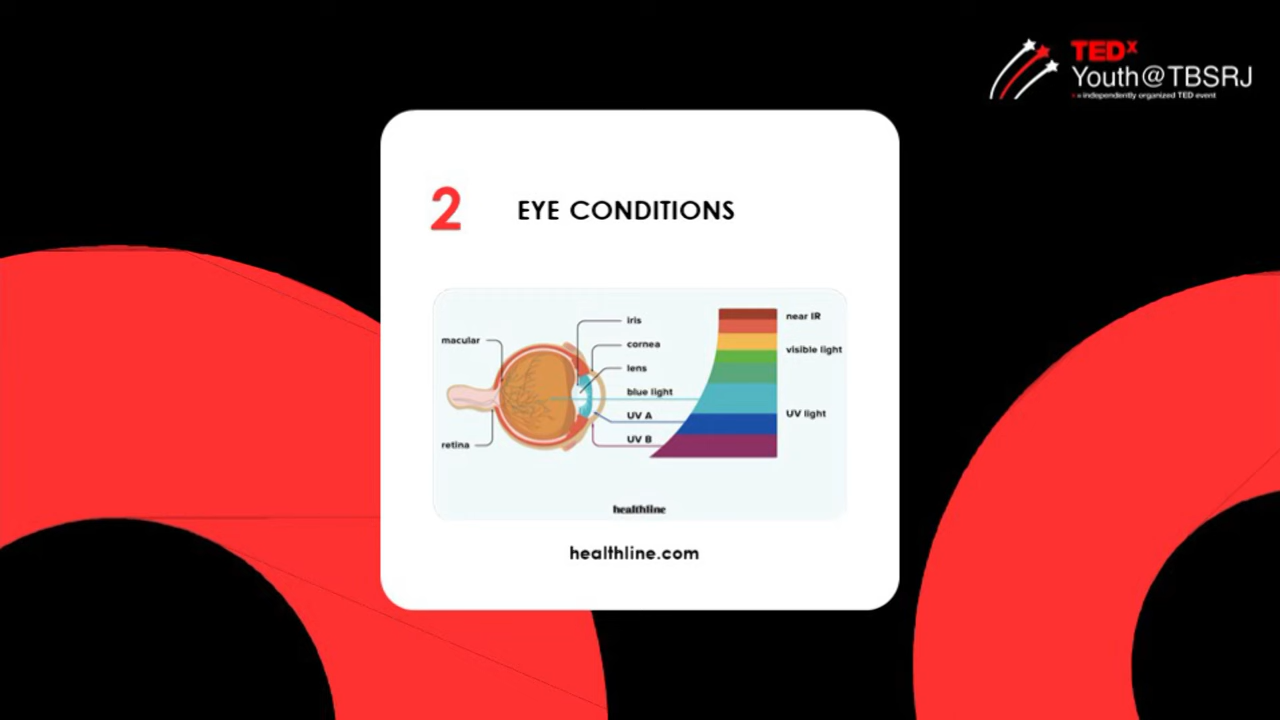 TEDx
Youth@TBSRJ
x = independently organized TED event
2 EYE CONDITIONS
macular
retina
iris
cornea
lens
blue light
UV A
UV B
near IR
visible light
UV light
healthline
healthline.com